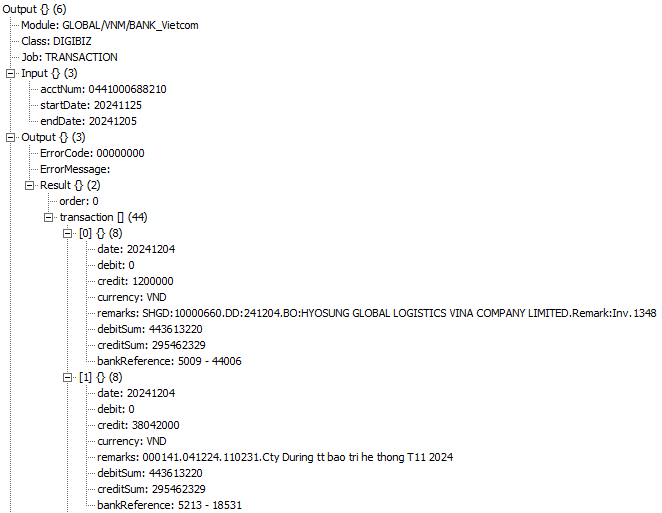 Output {} (6)
Module: GLOBAL/VNM/BANK_Vietcom
Class: DIGIBIZ
Job: TRANSACTION
Input {} (3)
acctNum: 0441000688210
startDate: 20241125
endDate: 20241205
Output {} (3)
ErrorCode: 00000000
ErrorMessage:
Result {} (2)
order: 0
transaction [] (44)
[0] {} (8)
date: 20241204
debit: 0
credit: 1200000
currency: VND
remarks: SHGD:10000660.DD:241204.BO:HYOSUNG GLOBAL LOGISTICS VINA COMPANY LIMITED.Remark:Inv.1348
debitSum: 443613220
creditSum: 295462329
bankReference: 5009 - 44006
[1] {} (8)
date: 20241204
debit: 0
credit: 38042000
currency: VND
remarks: 000141.041224.110231.Cty During tt bao tri he thong T11 2024
debitSum: 443613220
creditSum: 295462329
bankReference: 5213 - 18531